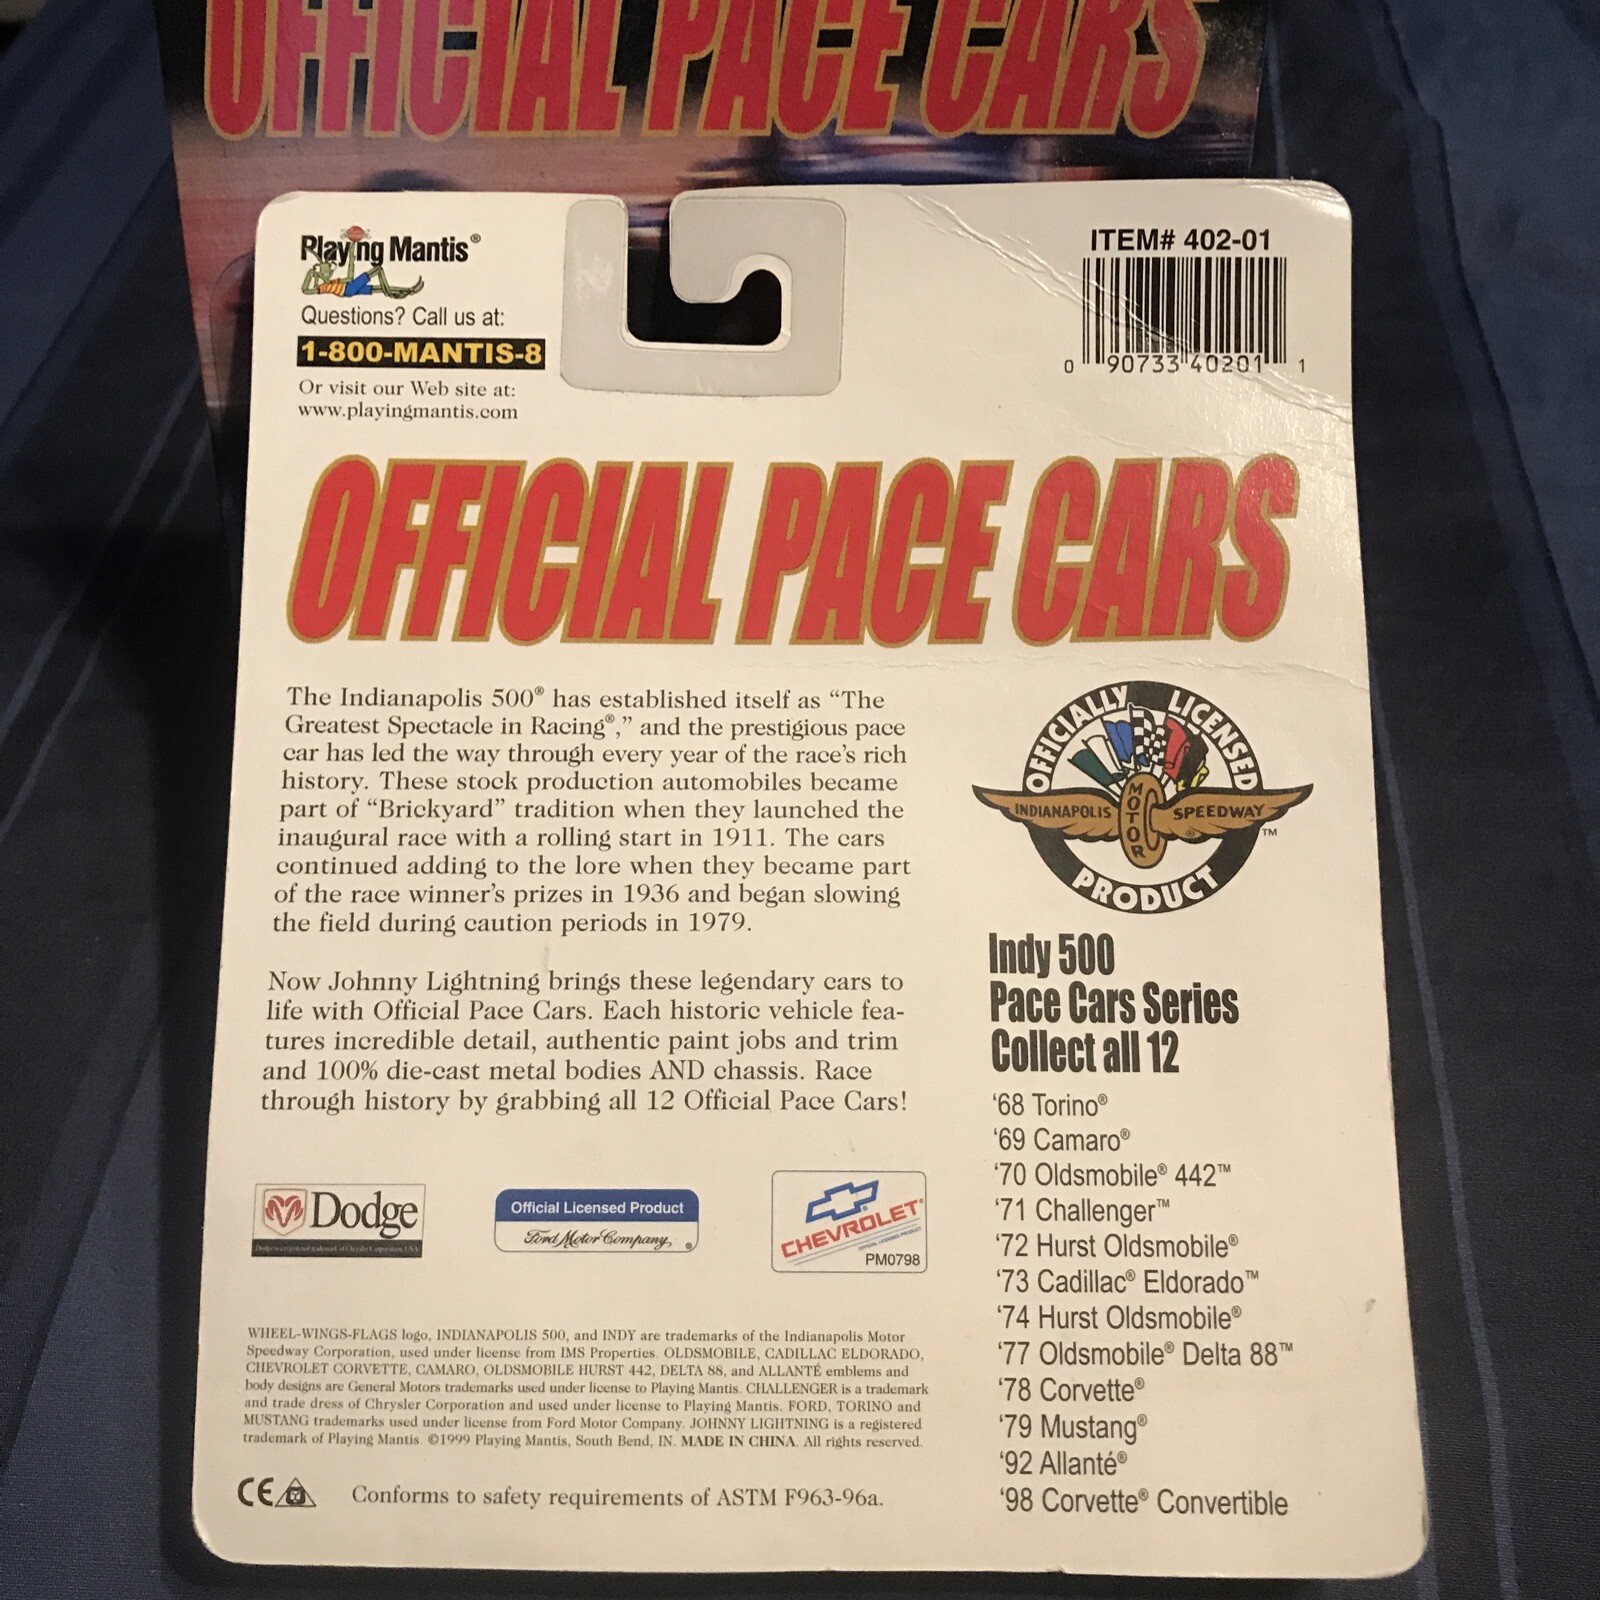 OFFICIAL PACE CARS
Playing Mantis®
Questions? Call us at:
1-800-MANTIS-8
Or visit our Web site at:
www.playingmantis.com
ITEM# 402-01
0 90733 40201 1
OFFICIAL PACE CARS
The Indianapolis 500® has established itself as “The
Greatest Spectacle in Racing®,” and the prestigious pace
car has led the way through every year of the race’s rich
history. These stock production automobiles became
part of “Brickyard” tradition when they launched the
inaugural race with a rolling start in 1911. The cars
continued adding to the lore when they became part
of the race winner’s prizes in 1936 and began slowing
the field during caution periods in 1979.
Now Johnny Lightning brings these legendary cars to
life with Official Pace Cars. Each historic vehicle fea-
tures incredible detail, authentic paint jobs and trim
and 100% die-cast metal bodies AND chassis. Race
through history by grabbing all 12 Official Pace Cars!
OFFICIALLY LICENSED
INDIANAPOLIS MOTOR SPEEDWAY ® ™
PRODUCT
Indy 500
Pace Cars Series
Collect all 12
‘68 Torino®
‘69 Camaro®
‘70 Oldsmobile® 442™
‘71 Challenger™
‘72 Hurst Oldsmobile®
‘73 Cadillac® Eldorado™
‘74 Hurst Oldsmobile®
‘77 Oldsmobile® Delta 88™
‘78 Corvette®
‘79 Mustang®
‘92 Allanté®
‘98 Corvette® Convertible
Dodge
Dodge is a registered trademark of Chrysler Corporation, USA
Official Licensed Product
Ford Motor Company, ®
CHEVROLET
OFFICIAL LICENSED PRODUCT
PM0798
WHEEL-WINGS-FLAGS logo, INDIANAPOLIS 500, and INDY are trademarks of the Indianapolis Motor
Speedway Corporation, used under license from IMS Properties. OLDSMOBILE, CADILLAC ELDORADO,
CHEVROLET CORVETTE, CAMARO, OLDSMOBILE HURST 442, DELTA 88, and ALLANTÉ emblems and
body designs are General Motors trademarks used under license to Playing Mantis. CHALLENGER is a trademark
and trade dress of Chrysler Corporation and used under license to Playing Mantis. FORD, TORINO and
MUSTANG trademarks used under license from Ford Motor Company. JOHNNY LIGHTNING is a registered
trademark of Playing Mantis. ©1999 Playing Mantis, South Bend, IN. MADE IN CHINA. All rights reserved.
CE
Conforms to safety requirements of ASTM F963-96a.